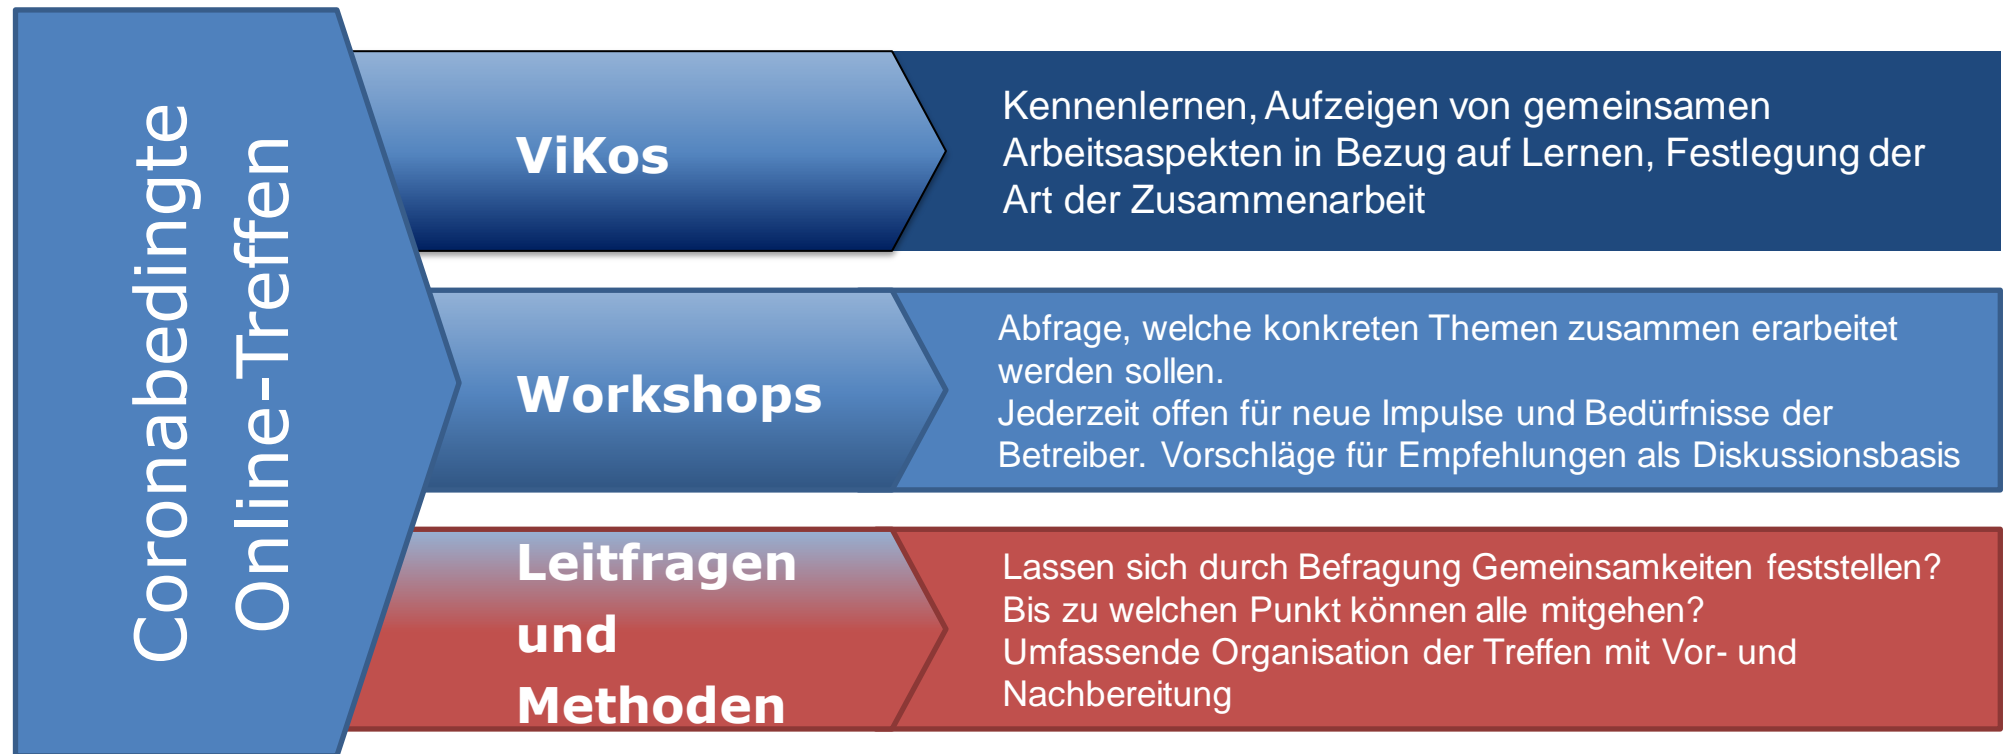 Coronabedingte
Online-Treffen
ViKos
Kennenlernen, Aufzeigen von gemeinsamen
Arbeitsaspekten in Bezug auf Lernen, Festlegung der
Art der Zusammenarbeit
Workshops
Abfrage, welche konkreten Themen zusammen erarbeitet
werden sollen.
Jederzeit offen für neue Impulse und Bedürfnisse der
Betreiber. Vorschläge für Empfehlungen als Diskussionsbasis
Leitfragen
und
Methoden
Lassen sich durch Befragung Gemeinsamkeiten feststellen?
Bis zu welchen Punkt können alle mitgehen?
Umfassende Organisation der Treffen mit Vor- und
Nachbereitung